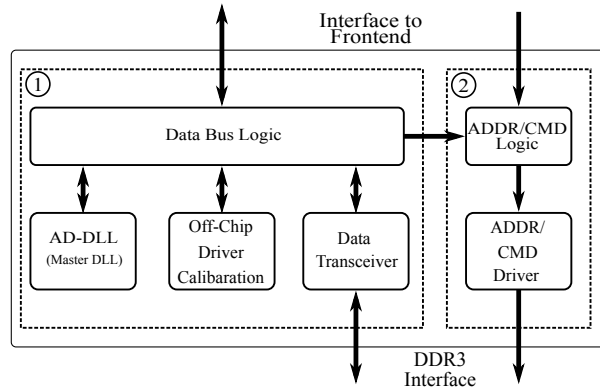 Interface to
Frontend
1
2
Data Bus Logic
ADDR/CMD
Logic
AD-DLL
(Master DLL)
Off-Chip
Driver
Calibaration
Data
Transceiver
ADDR/
CMD
Driver
DDR3
Interface